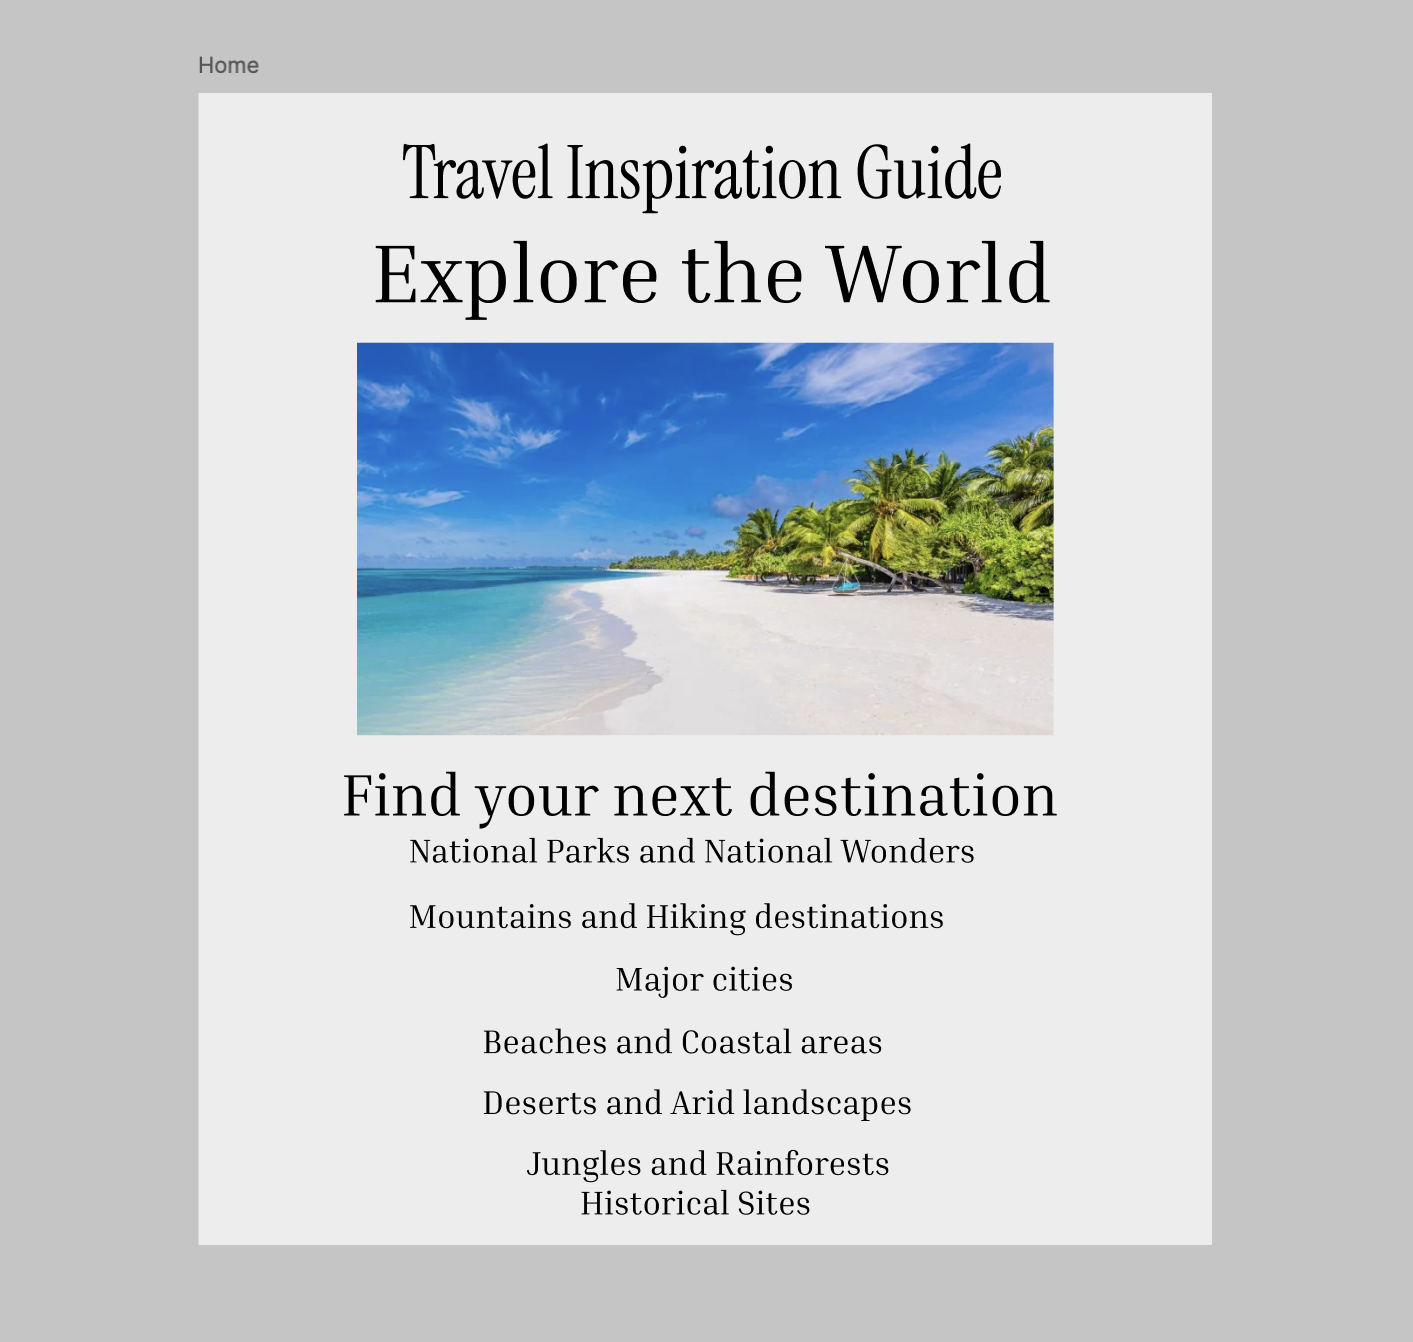 Home
Travel Inspiration Guide
Explore the World
Find your next destination
National Parks and National Wonders
Mountains and Hiking destinations
Major cities
Beaches and Coastal areas
Deserts and Arid landscapes
Jungles and Rainforests
Historical Sites